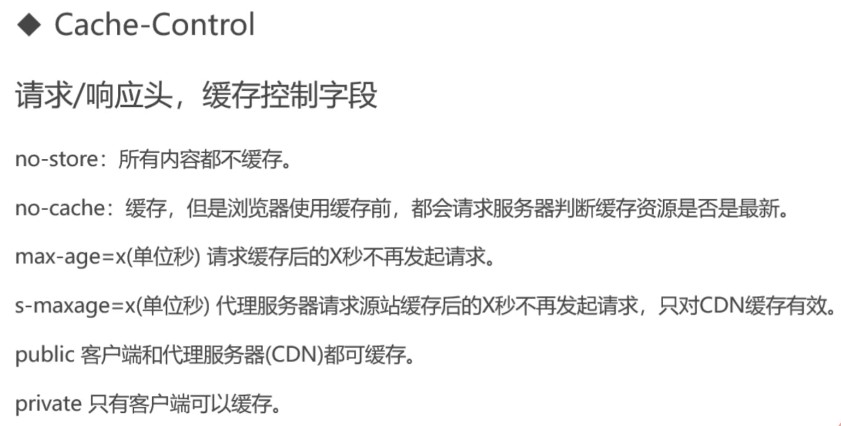 ◆ Cache-Control
请求/响应头，缓存控制字段
no-store：所有内容都不缓存。
no-cache：缓存，但是浏览器使用缓存前，都会请求服务器判断缓存资源是否是最新。
max-age=x(单位秒) 请求缓存后的X秒不再发起请求。
s-maxage=x(单位秒) 代理服务器请求源站缓存后的X秒不再发起请求，只对CDN缓存有效。
public 客户端和代理服务器(CDN)都可缓存。
private 只有客户端可以缓存。